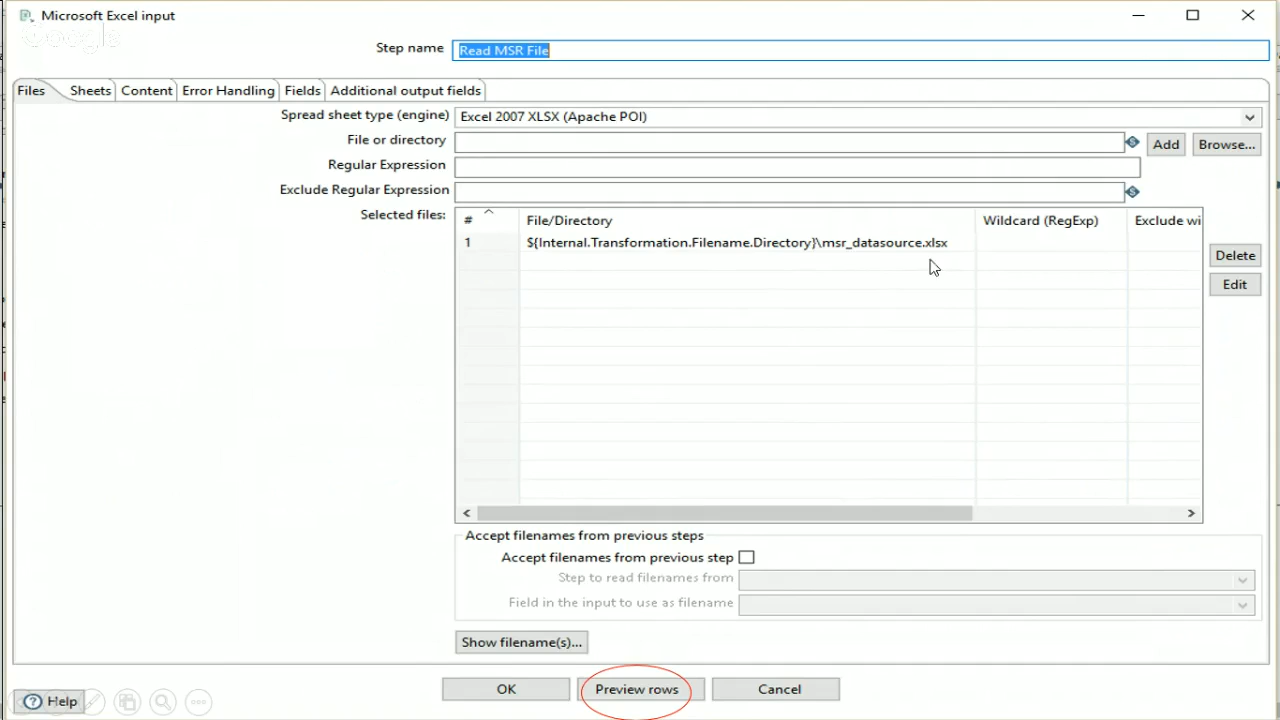 Microsoft Excel input
Google
Step name Read MSR File
Files Sheets Content Error Handling Fields Additional output fields
Spread sheet type (engine) Excel 2007 XLSX (Apache POI)
File or directory Add Browse...
Regular Expression
Exclude Regular Expression
Selected files: # File/Directory Wildcard (RegExp) Exclude wi
1 ${Internal.Transformation.Filename.Directory}\msr_datasource.xlsx
Delete
Edit
Accept filenames from previous steps
Accept filenames from previous step
Step to read filenames from
Field in the input to use as filename
Show filename(s)...
OK Preview rows Cancel
Help